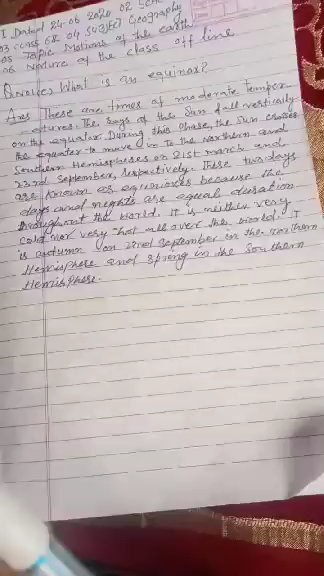 1 Dated 24-06 2020 02
03 class 6B 04 Subject Geography
05 Topic Motions of the earth
06 Nature of the class off line
Qno(1) What is an equinox?
Ans These are times of moderate temper
-atures. The rays of the Sun fall vertically
on the equator. During this phase, the Sun crosses
the equator to move in to the northern and
Southern Hemispheres on 21st march and
23rd September, respectively. These two days
are known as equinoxes because the
days and nights are equal duration
throughout the world. It is neither very
cold nor very hot all over the world. I
is autumn on 22rd September in the northern
Hemisphere and Spring in the Southern
Hemisphere.